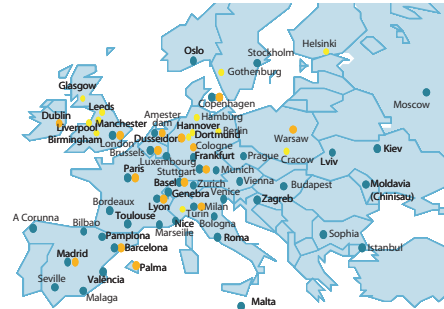 Oslo
Stockholm
Helsinki
Gothenburg
Glasgow
Copenhagen
Moscow
Leeds
Dublin
Manchester
Amester
dam
Hannover
Hamburg
Liverpool
Dortmund
Berlin
Birmingham
London
Dusseldorf
Warsaw
Brussels
Cologne
Kiev
Luxembourg
Frankfurt
Prague
Cracow
Lviv
Paris
Stuttgart
Munich
Basel
Zurich
Vienna
Budapest
Moldavia
(Chinisau)
Genebra
Venice
Bordeaux
Lyon
Milan
Zagreb
A Corunna
Toulouse
Turin
Bilbao
Nice
Bologna
Marseille
Pamplona
Roma
Sophia
Madrid
Barcelona
Istanbul
Palma
Seville
Valencia
Malaga
Malta